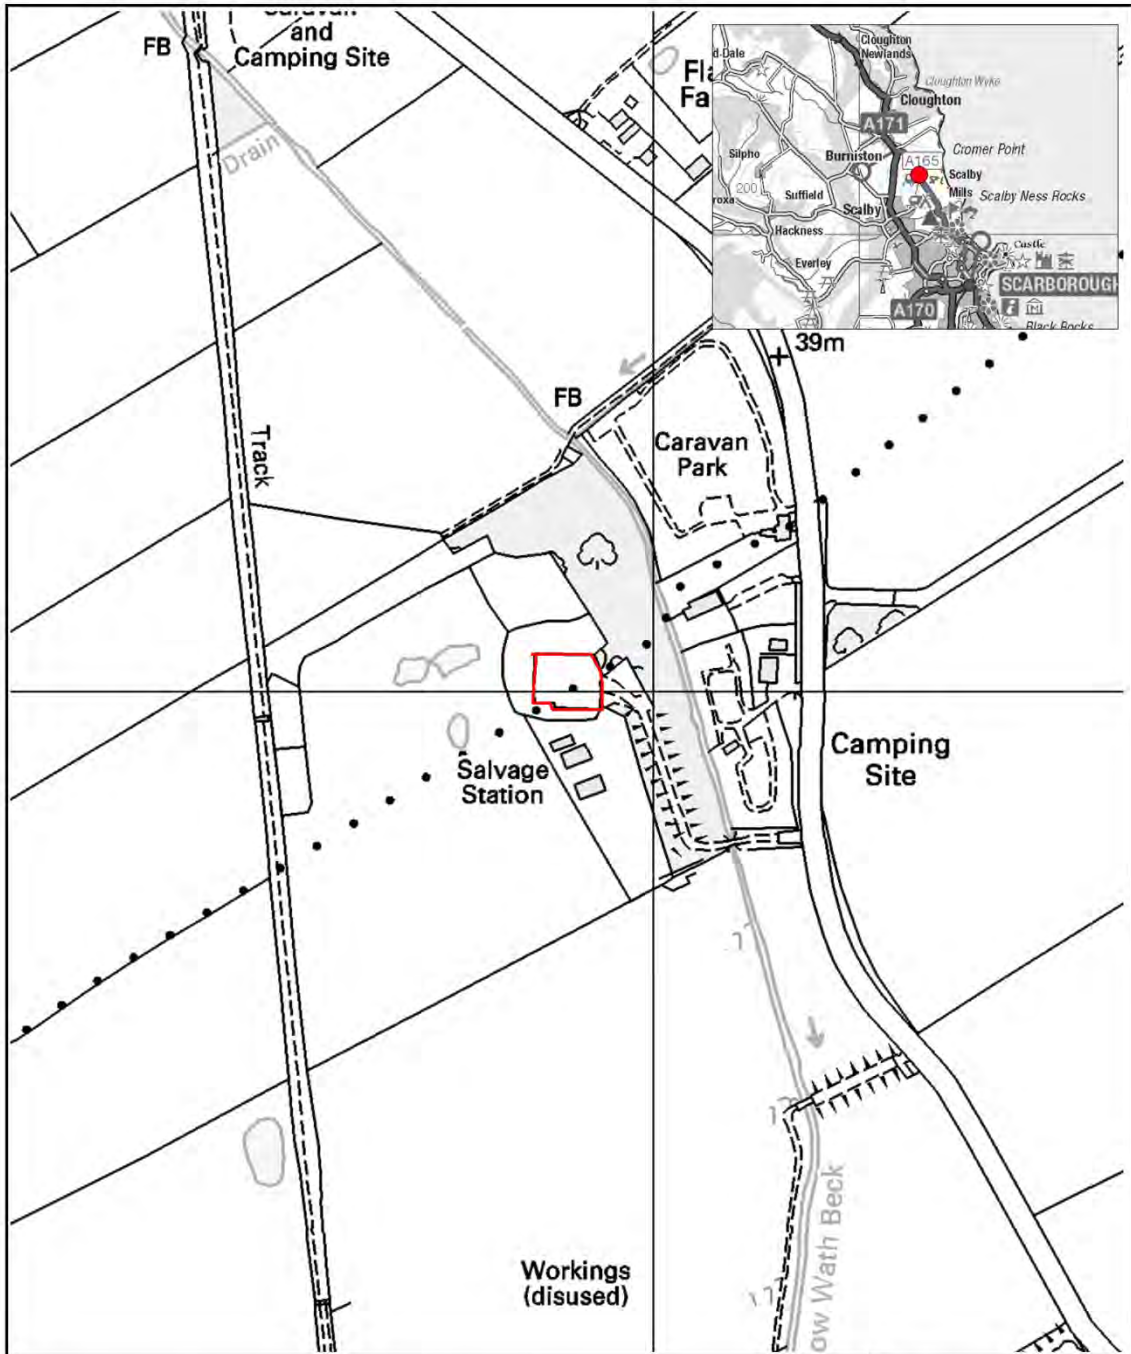 and
Camping Site
FB
Drain
Track
FB
39m
Caravan
Park
Salvage
Station
Camping
Site
Workings
(disused)
ow Wath Beck
Cloughton
Newlands
Cloughton Wyke
Cloughton
A171
Cromer Point
Burniston
A165
Silpho
200
Suffield
Scalby
Mills
Scalby Ness Rocks
Scalby
Hackness
Everley
Castle
SCARBOROUGH
A170
Black Rocks